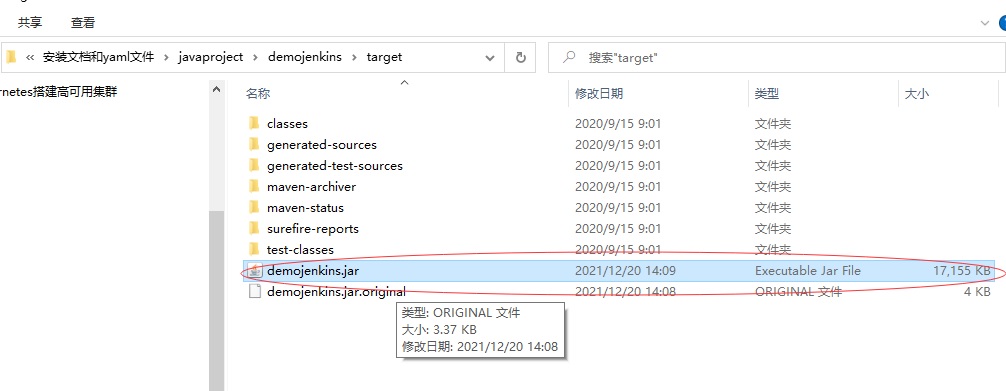 共享 查看
« 安装文档和yaml文件 > javaproject > demojenkins > target 搜索"target"
rnetes搭建高可用集群
名称 修改日期 类型 大小
classes 2020/9/15 9:01 文件夹
generated-sources 2020/9/15 9:01 文件夹
generated-test-sources 2020/9/15 9:01 文件夹
maven-archiver 2020/9/15 9:01 文件夹
maven-status 2020/9/15 9:01 文件夹
surefire-reports 2020/9/15 9:01 文件夹
test-classes 2020/9/15 9:01 文件夹
demojenkins.jar 2021/12/20 14:09 Executable Jar File 17,155 KB
demojenkins.jar.original 2021/12/20 14:08 ORIGINAL 文件 4 KB
类型: ORIGINAL 文件
大小: 3.37 KB
修改日期: 2021/12/20 14:08